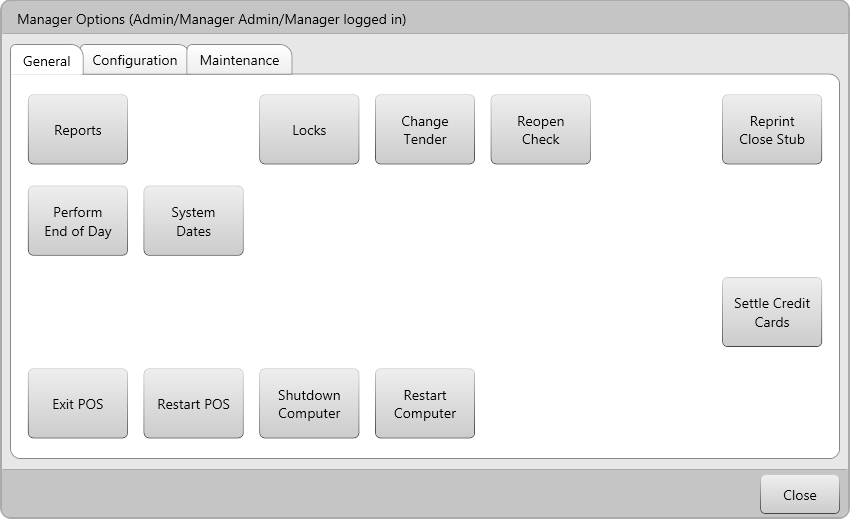 Manager Options (Admin/Manager Admin/Manager logged in)
General Configuration Maintenance
Reports
Locks
Change
Tender
Reopen
Check
Reprint
Close Stub
Perform
End of Day
System
Dates
Settle Credit
Cards
Exit POS
Restart POS
Shutdown
Computer
Restart
Computer
Close